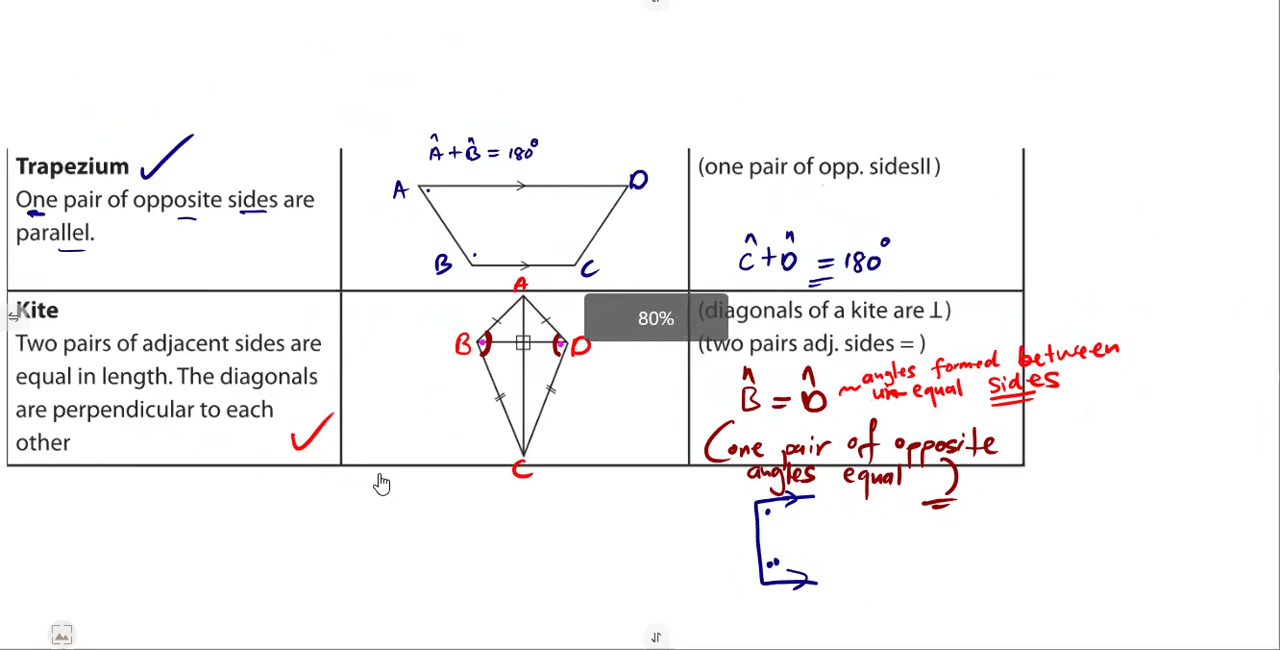 Trapezium
One pair of opposite sides are
parallel.
Â + B̂ = 180°
A
D
B
C
(one pair of opp. sides||)
Ĉ + D̂ = 180°
Kite
Two pairs of adjacent sides are
equal in length. The diagonals
are perpendicular to each
other
A
B
D
C
80%
(diagonals of a kite are ⊥)
(two pairs adj. sides = )
B̂ = D̂ ~ angles formed between
un-equal sides
(one pair of opposite
angles equal)